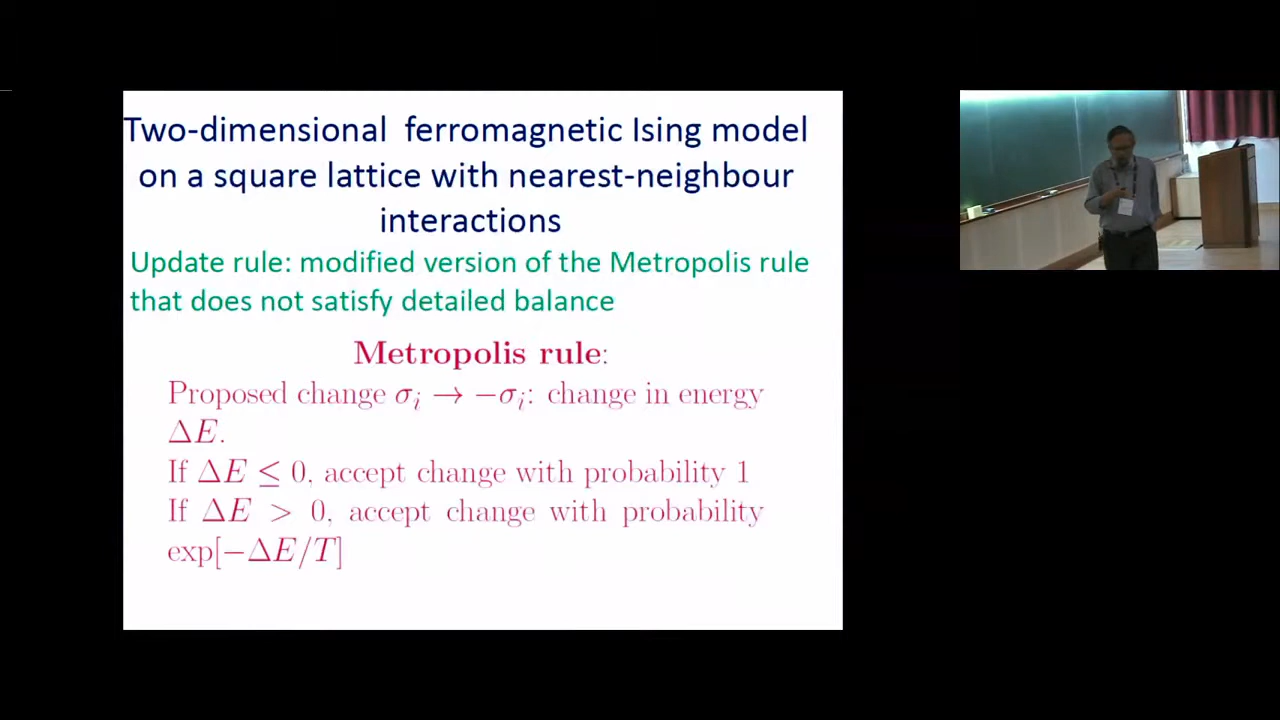 Two-dimensional ferromagnetic Ising model
on a square lattice with nearest-neighbour
interactions
Update rule: modified version of the Metropolis rule
that does not satisfy detailed balance
Metropolis rule:
Proposed change σᵢ → −σᵢ: change in energy
ΔE.
If ΔE ≤ 0, accept change with probability 1
If ΔE > 0, accept change with probability
exp[−ΔE/T]